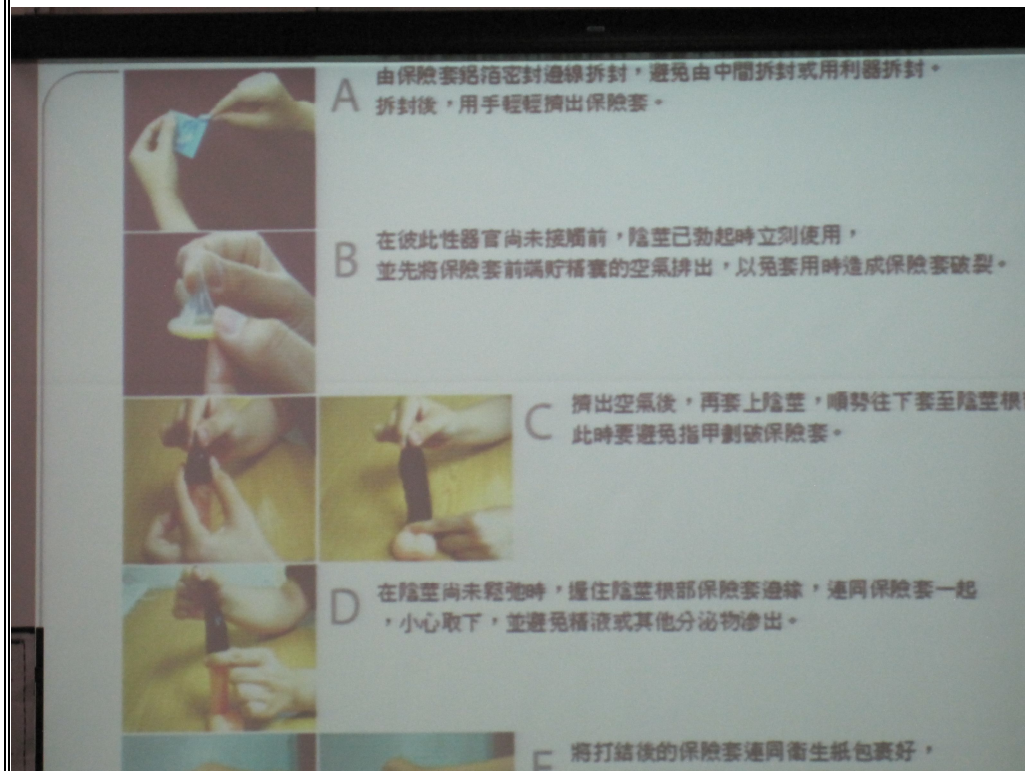 A
由保險套鋁箔密封邊緣拆封，避免由中間拆封或用利器拆封。
拆封後，用手輕輕擠出保險套。
B
在彼此性器官尚未接觸前，陰莖已勃起時立刻使用，
並先將保險套前端貯精囊的空氣排出，以免套用時造成保險套破裂。
C
擠出空氣後，再套上陰莖，順勢往下套至陰莖根
此時要避免指甲劃破保險套。
D
在陰莖尚未鬆弛時，握住陰莖根部保險套邊緣，連同保險套一起
，小心取下，並避免精液或其他分泌物滲出。
E
將打結後的保險套連同衛生紙包裹好，